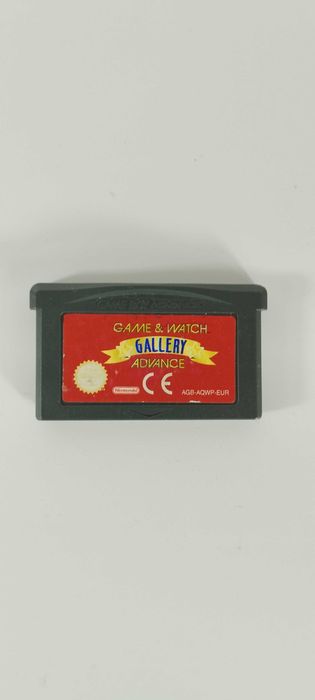 GAME & WATCH
GALLERY
ADVANCE
Nintendo
CE
AGB-AQWP-EUR